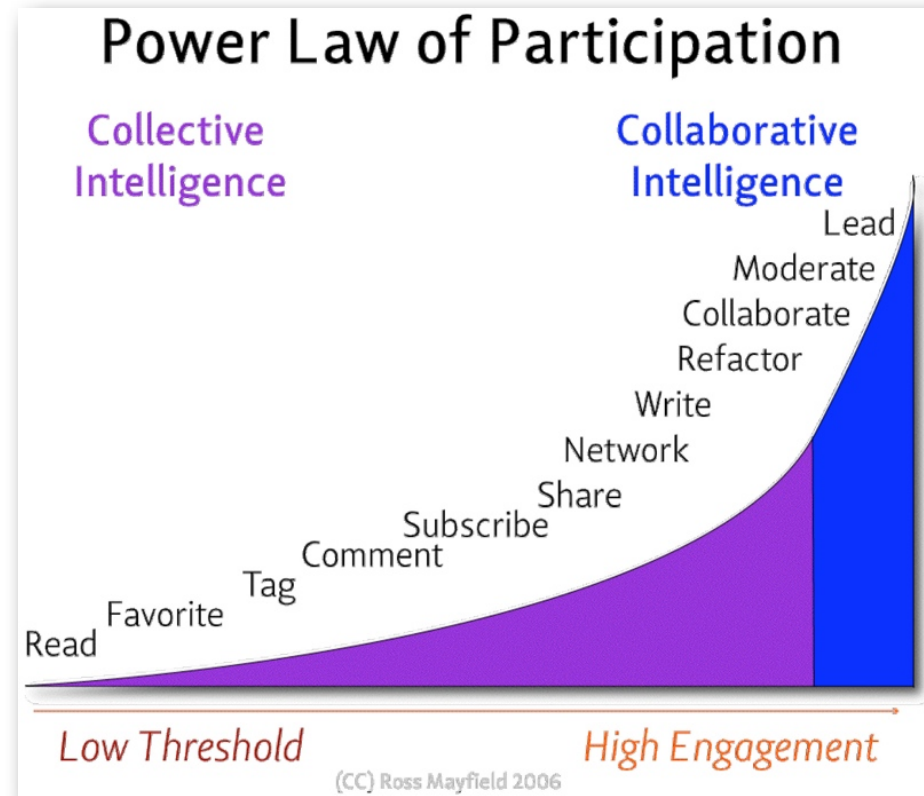 Power Law of Participation
Collective
Intelligence
Collaborative
Intelligence
Lead
Moderate
Collaborate
Refactor
Write
Network
Share
Subscribe
Comment
Tag
Favorite
Read
Low Threshold
High Engagement
(CC) Ross Mayfield 2006